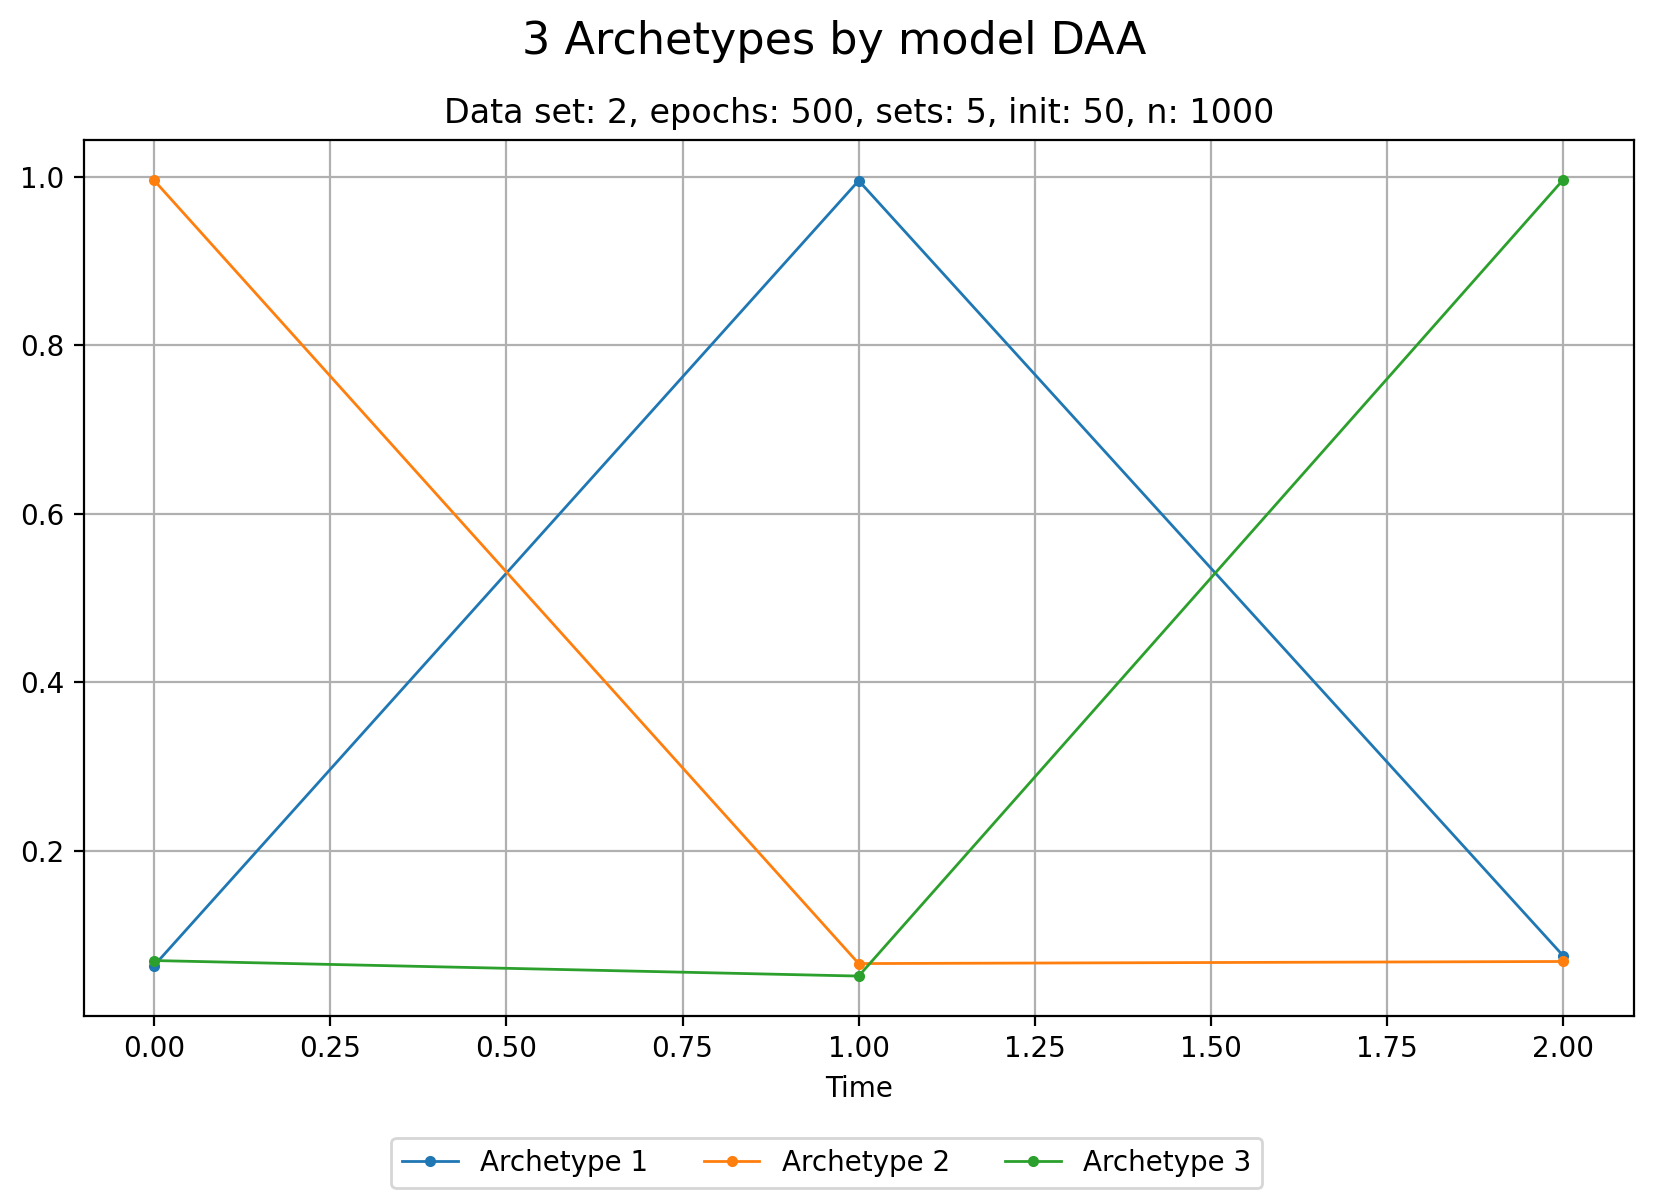 3 Archetypes by model DAA
Data set: 2, epochs: 500, sets: 5, init: 50, n: 1000
1.0
0.8
0.6
0.4
0.2
0.00 0.25 0.50 0.75 1.00 1.25 1.50 1.75 2.00
Time
Archetype 1 Archetype 2 Archetype 3